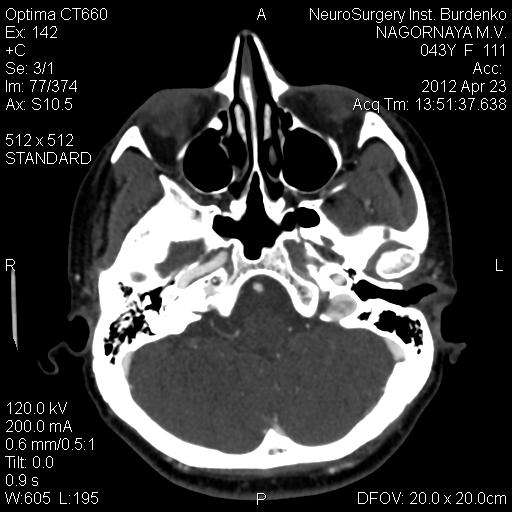 Optima CT660
Ex: 142
+C
Se: 3/1
Im: 77/374
Ax: S10.5
512 x 512
STANDARD
A
NeuroSurgery Inst. Burdenko
NAGORNAYA M.V.
043Y F 111
Acc:
2012 Apr 23
Acq Tm: 13:51:37.638
R
L
120.0 kV
200.0 mA
0.6 mm/0.5:1
Tilt: 0.0
0.9 s
W:605 L:195
P
DFOV: 20.0 x 20.0cm